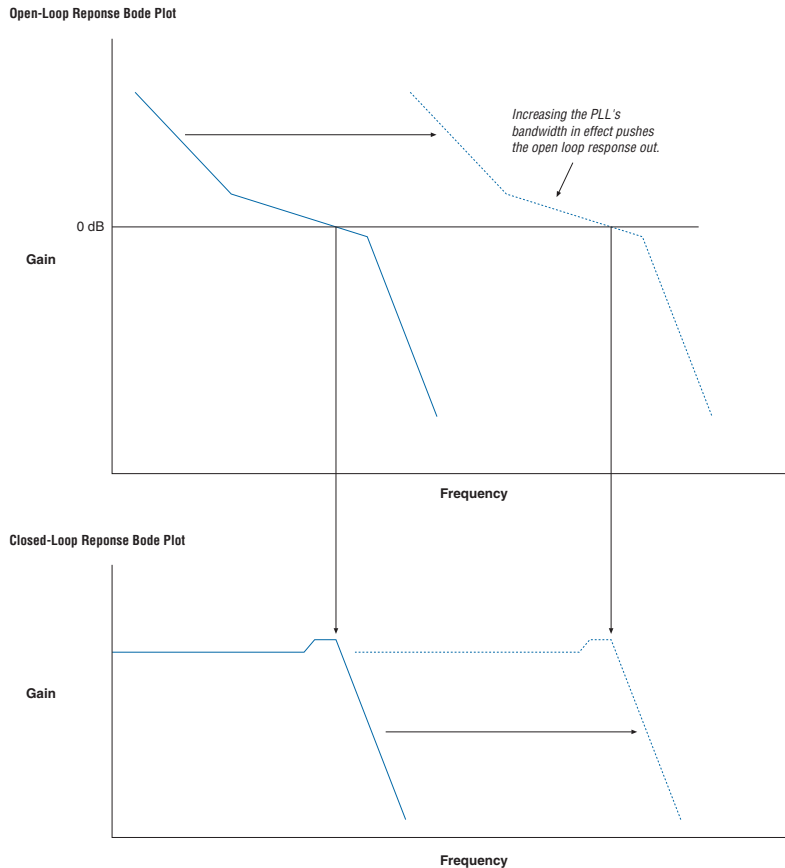 Open-Loop Reponse Bode Plot
Increasing the PLL's
bandwidth in effect pushes
the open loop response out.
0 dB
Gain
Frequency
Closed-Loop Reponse Bode Plot
Gain
Frequency